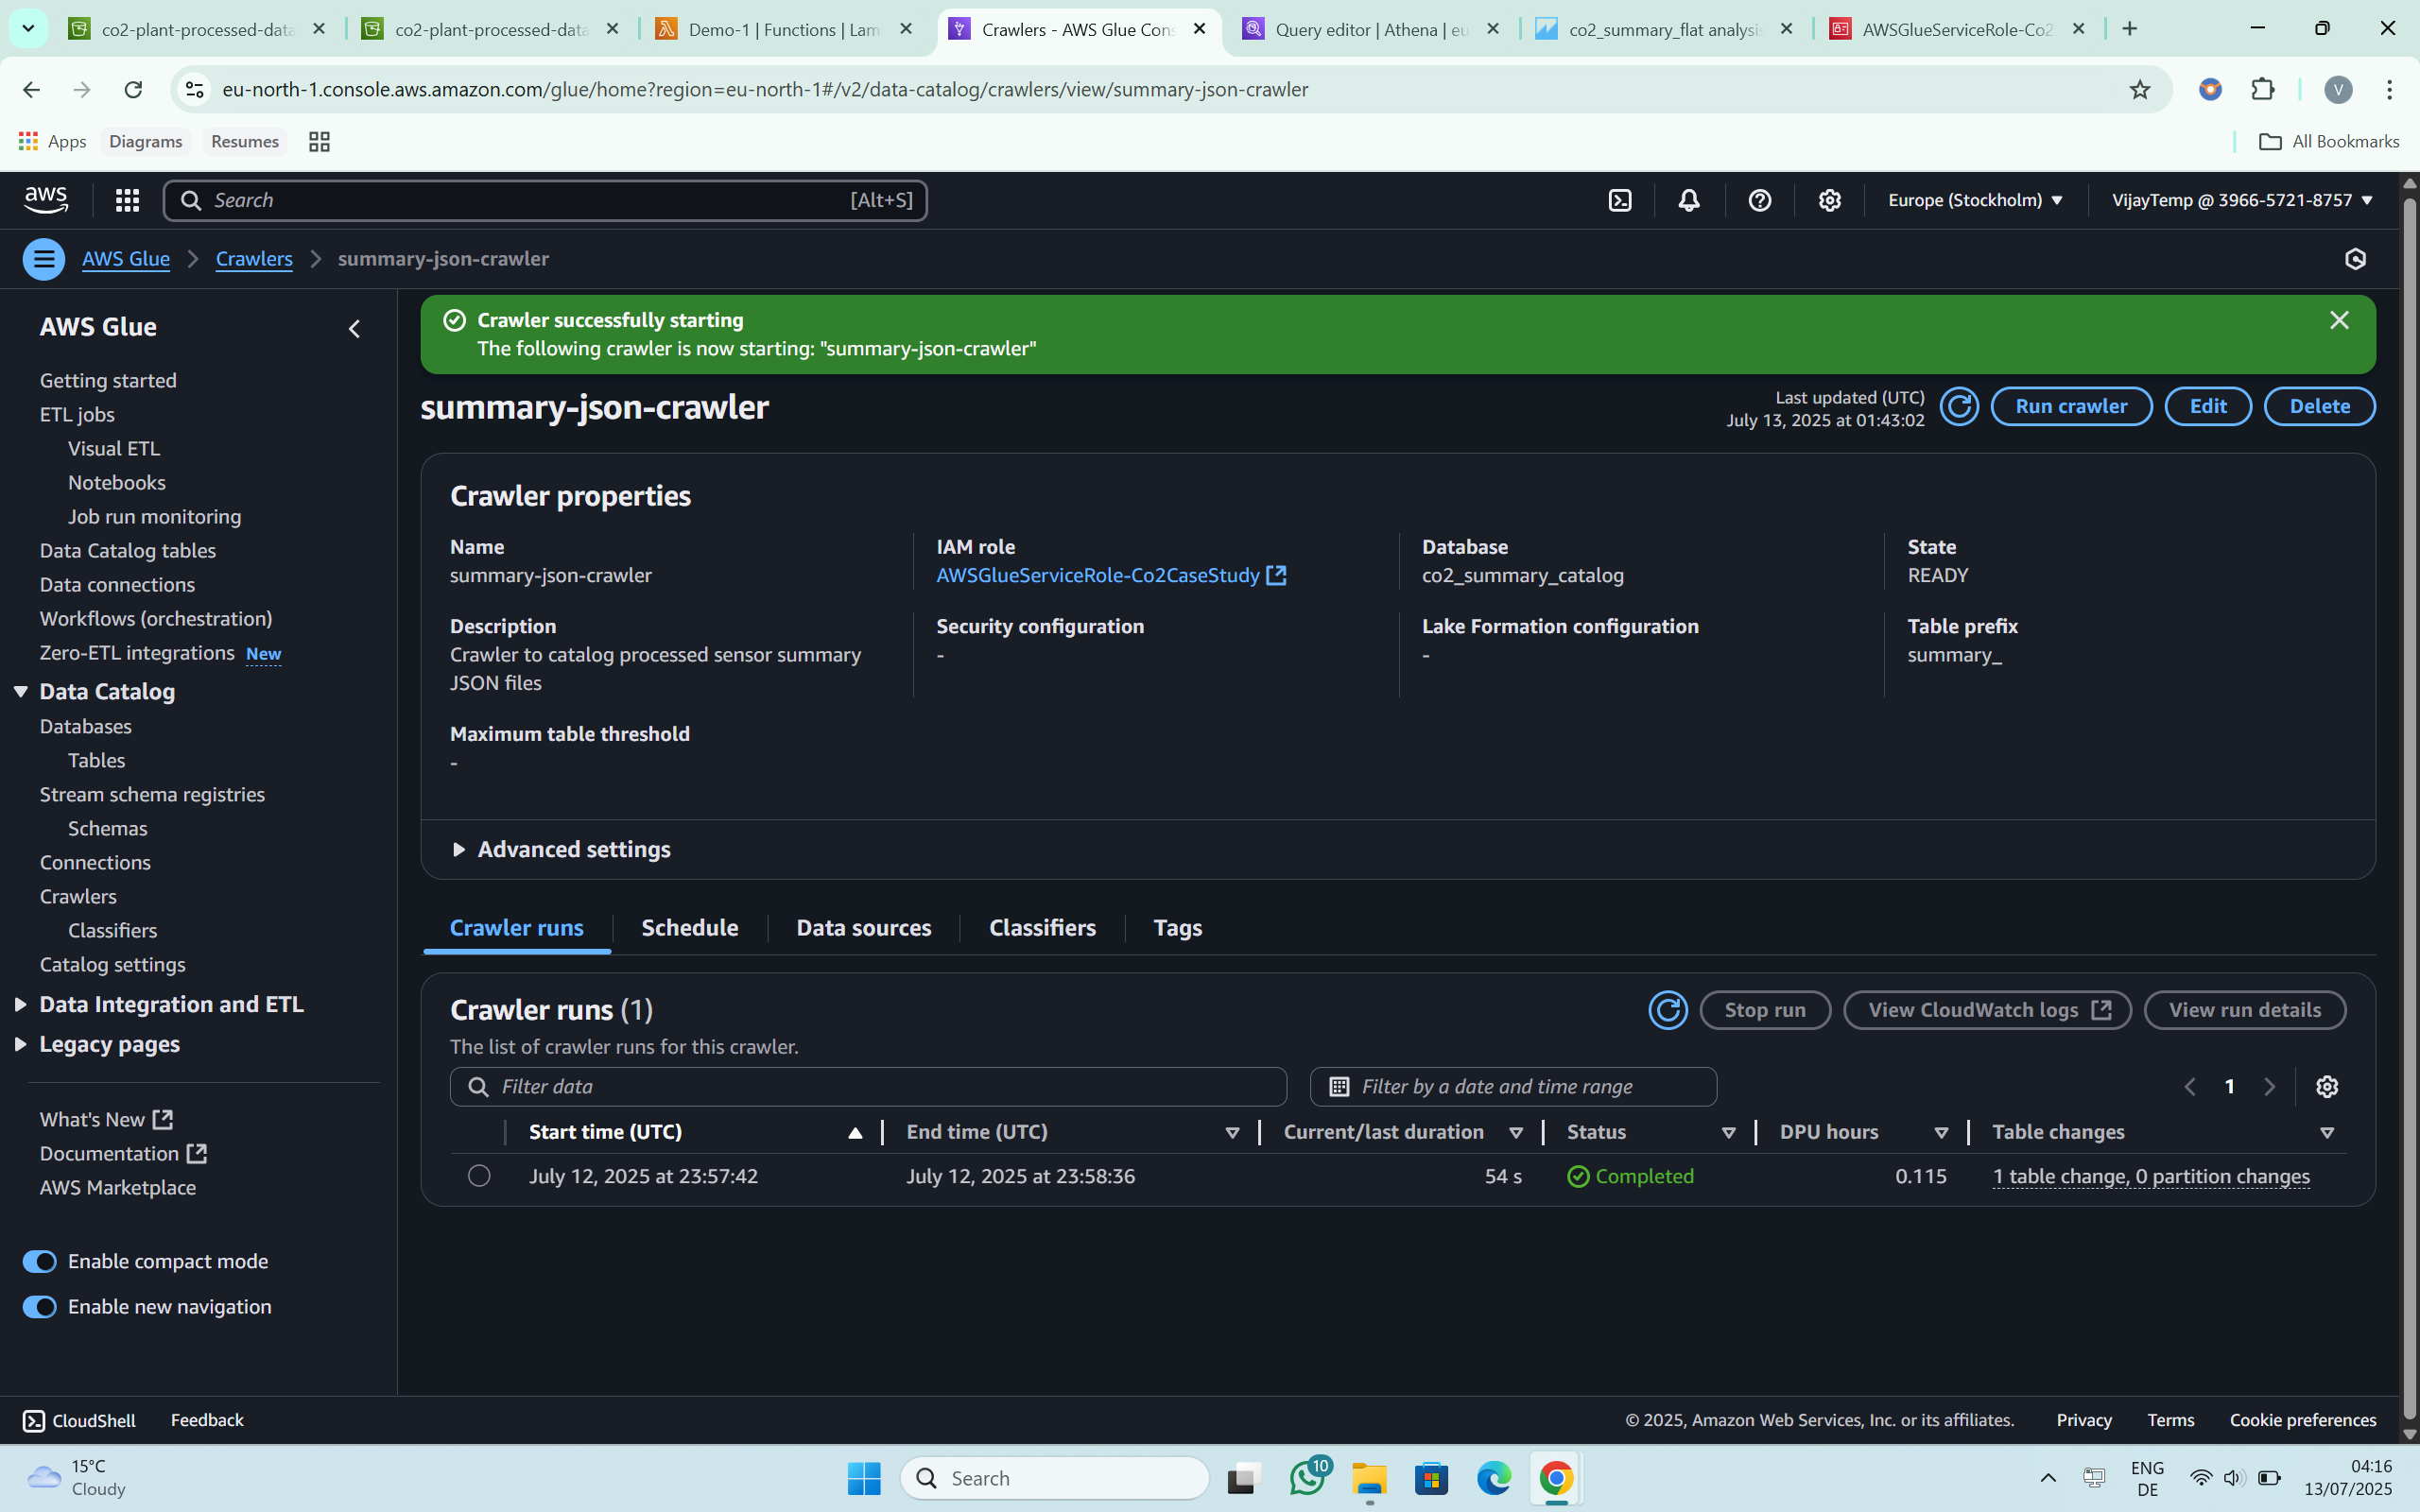 co2-plant-processed-data
co2-plant-processed-data
Demo-1 | Functions | Lam
Crawlers - AWS Glue Cons
Query editor | Athena | eu
co2_summary_flat analysis
AWSGlueServiceRole-Co2
eu-north-1.console.aws.amazon.com/glue/home?region=eu-north-1#/v2/data-catalog/crawlers/view/summary-json-crawler
V
Apps
Diagrams
Resumes
All Bookmarks
aws
Search
[Alt+S]
Europe (Stockholm)
VijayTemp @ 3966-5721-8757
AWS Glue
Crawlers
summary-json-crawler
AWS Glue
Getting started
ETL jobs
Visual ETL
Notebooks
Job run monitoring
Data Catalog tables
Data connections
Workflows (orchestration)
Zero-ETL integrations New
Data Catalog
Databases
Tables
Stream schema registries
Schemas
Connections
Crawlers
Classifiers
Catalog settings
Data Integration and ETL
Legacy pages
What's New
Documentation
AWS Marketplace
Enable compact mode
Enable new navigation
Crawler successfully starting
The following crawler is now starting: "summary-json-crawler"
summary-json-crawler
Last updated (UTC)
July 13, 2025 at 01:43:02
Run crawler
Edit
Delete
Crawler properties
Name
summary-json-crawler
IAM role
AWSGlueServiceRole-Co2CaseStudy
Database
co2_summary_catalog
State
READY
Description
Crawler to catalog processed sensor summary
JSON files
Security configuration
-
Lake Formation configuration
-
Table prefix
summary_
Maximum table threshold
-
Advanced settings
Crawler runs
Schedule
Data sources
Classifiers
Tags
Crawler runs (1)
The list of crawler runs for this crawler.
Stop run
View CloudWatch logs
View run details
Filter data
Filter by a date and time range
1
Start time (UTC)
End time (UTC)
Current/last duration
Status
DPU hours
Table changes
July 12, 2025 at 23:57:42
July 12, 2025 at 23:58:36
54 s
Completed
0.115
1 table change, 0 partition changes
CloudShell
Feedback
© 2025, Amazon Web Services, Inc. or its affiliates.
Privacy
Terms
Cookie preferences
15°C
Cloudy
Search
10
ENG
DE
04:16
13/07/2025